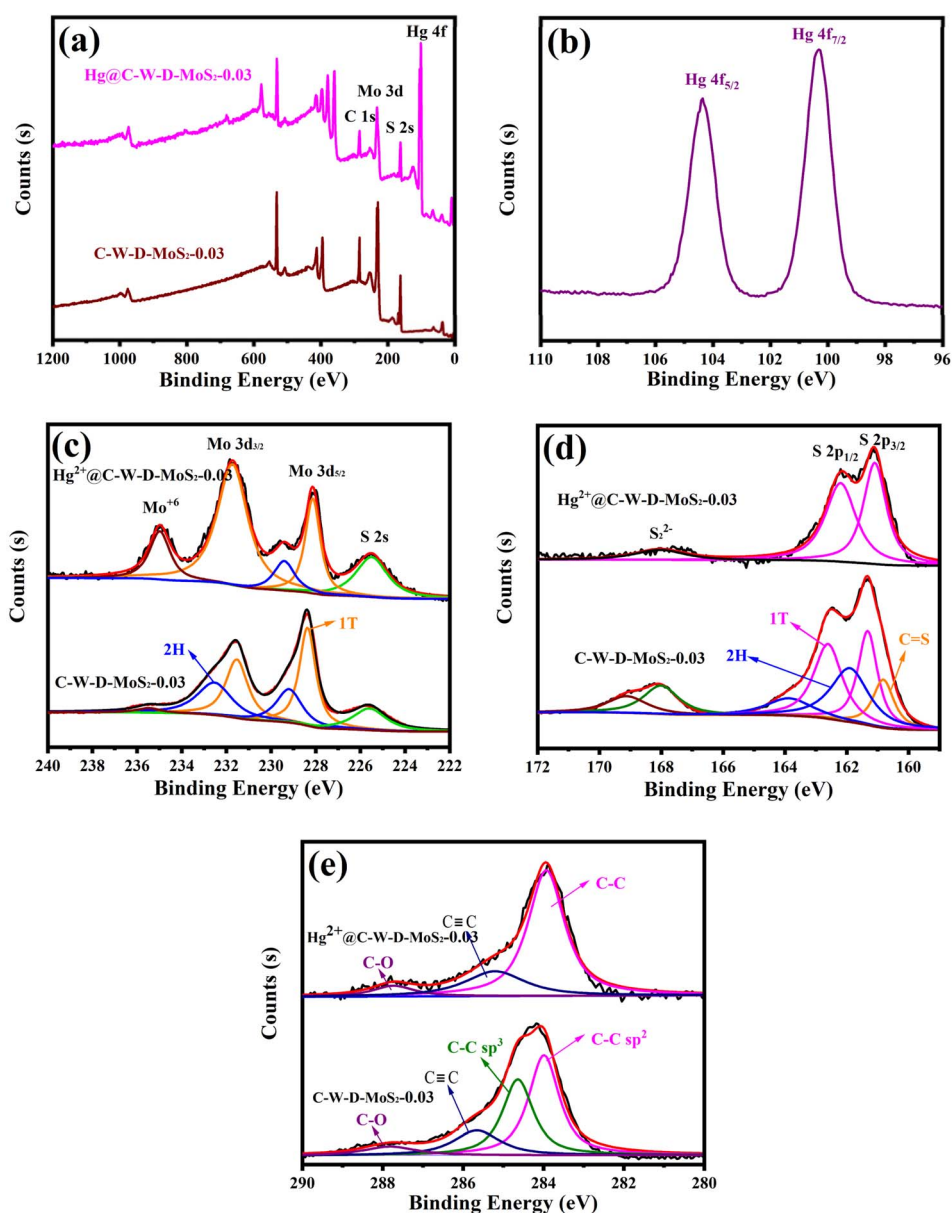 (a)
Hg 4f
Hg@C-W-D-MoS₂-0.03
Mo 3d
C 1s
S 2s
C-W-D-MoS₂-0.03
Counts (s)
1200 1000 800 600 400 200 0
Binding Energy (eV)
(b)
Hg 4f₇/₂
Hg 4f₅/₂
Counts (s)
110 108 106 104 102 100 98 96
Binding Energy (eV)
(c)
Mo 3d₃/₂
Hg²⁺@C-W-D-MoS₂-0.03
Mo 3d₅/₂
Mo⁺⁶
S 2s
1T
2H
C-W-D-MoS₂-0.03
Counts (s)
240 238 236 234 232 230 228 226 224 222
Binding Energy (eV)
(d)
S 2p₃/₂
S 2p₁/₂
Hg²⁺@C-W-D-MoS₂-0.03
S₂²⁻
1T
C=S
2H
C-W-D-MoS₂-0.03
Counts (s)
172 170 168 166 164 162 160
Binding Energy (eV)
(e)
C-C
C≡C
Hg²⁺@C-W-D-MoS₂-0.03
C-O
C-C sp³
C-C sp²
C≡C
C-W-D-MoS₂-0.03
C-O
Counts (s)
290 288 286 284 282 280
Binding Energy (eV)